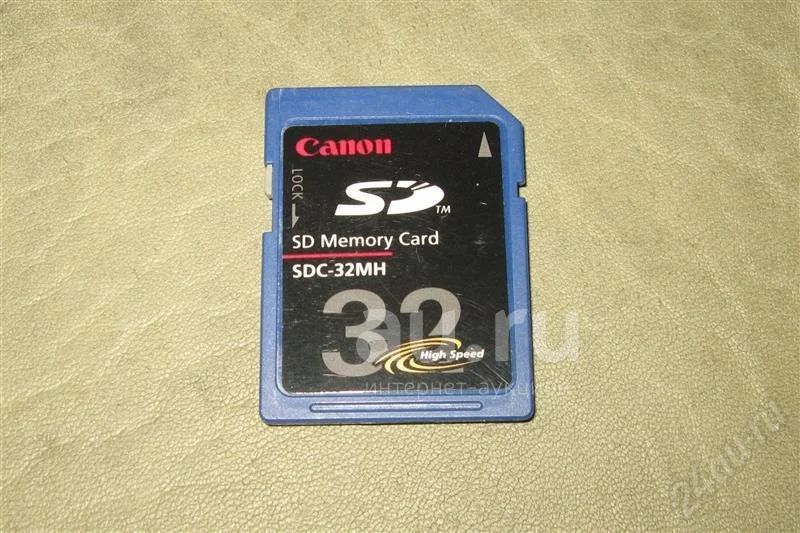 Canon
LOCK
SD
TM
SD Memory Card
SDC-32MH
32
High Speed
au.ru
интернет-аукцион
24au.ru